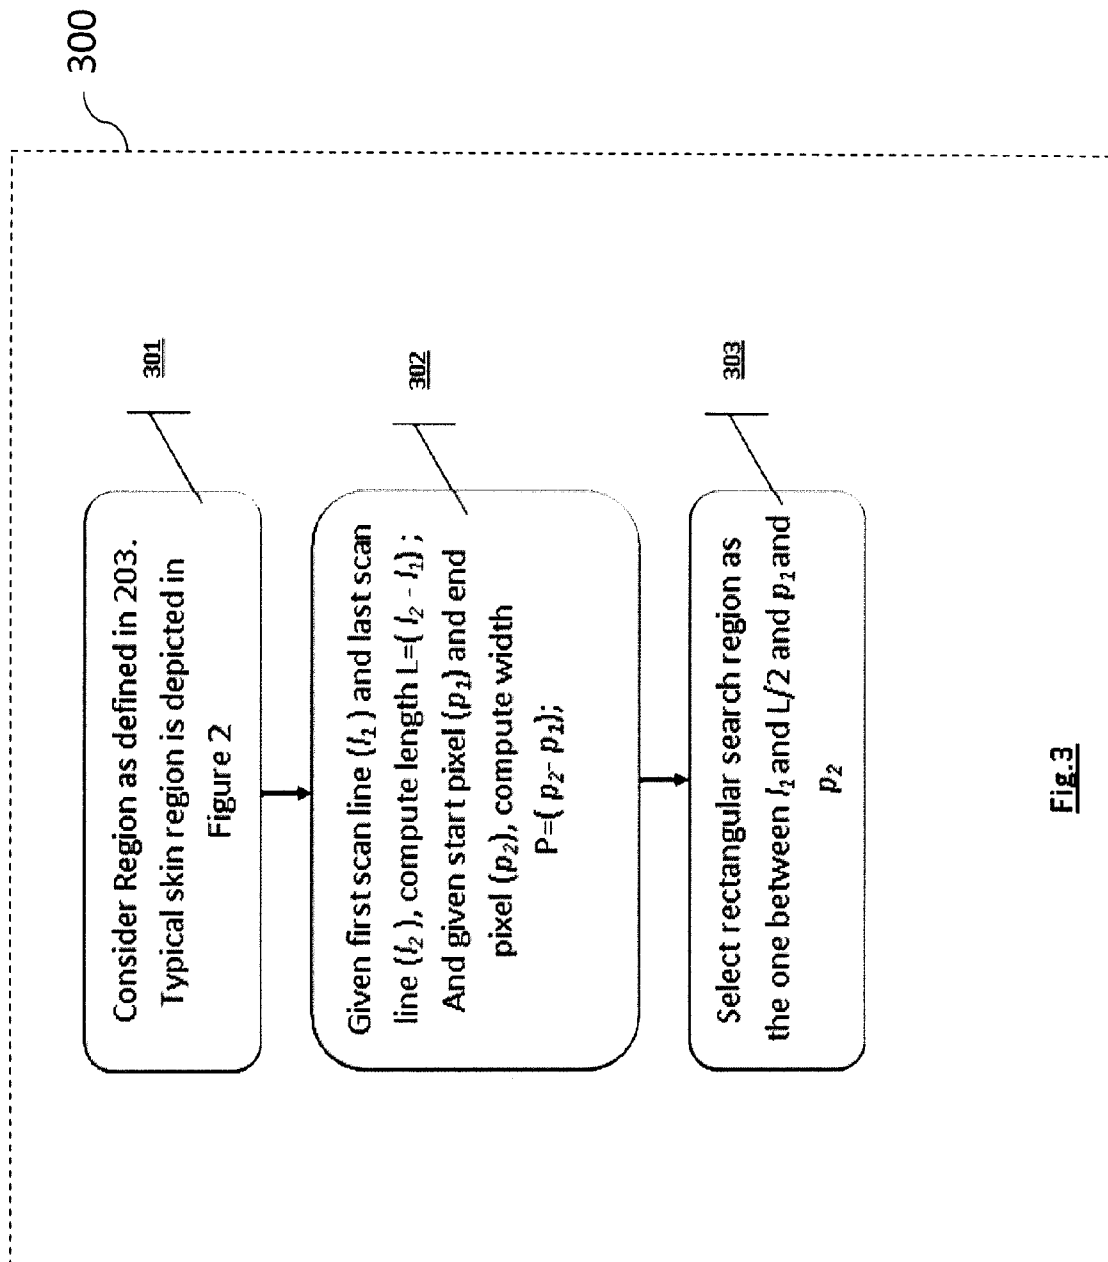 300
Consider Region as defined in 203.
Typical skin region is depicted in
Figure 2
301
Given first scan line (l₁) and last scan
line (l₂), compute length L=( l₂ - l₁) ;
And given start pixel (p₁) and end
pixel (p₂), compute width
P=( p₂- p₁);
302
Select rectangular search region as
the one between l₁ and L/2 and p₁ and
p₂
303
Fig.3